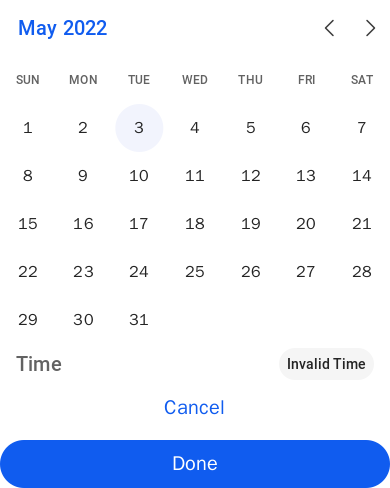 May 2022
SUN MON TUE WED THU FRI SAT
1 2 3 4 5 6 7
8 9 10 11 12 13 14
15 16 17 18 19 20 21
22 23 24 25 26 27 28
29 30 31
Time Invalid Time
Cancel
Done